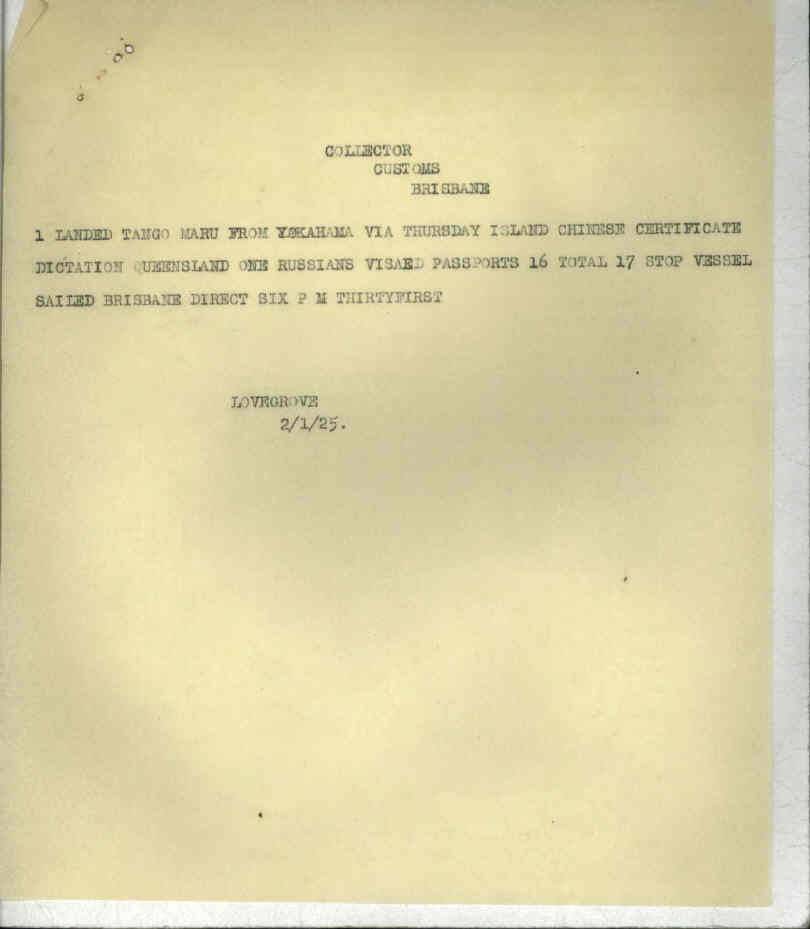 COLLECTOR
CUSTOMS
BRISBANE
1 LANDED TANGO MARU FROM YOKAHAMA VIA THURSDAY ISLAND CHINESE CERTIFICATE
DICTATION QUEENSLAND ONE RUSSIANS VISAED PASSPORTS 16 TOTAL 17 STOP VESSEL
SAILED BRISBANE DIRECT SIX P M THIRTYFIRST
LOVEGROVE
2/1/25.